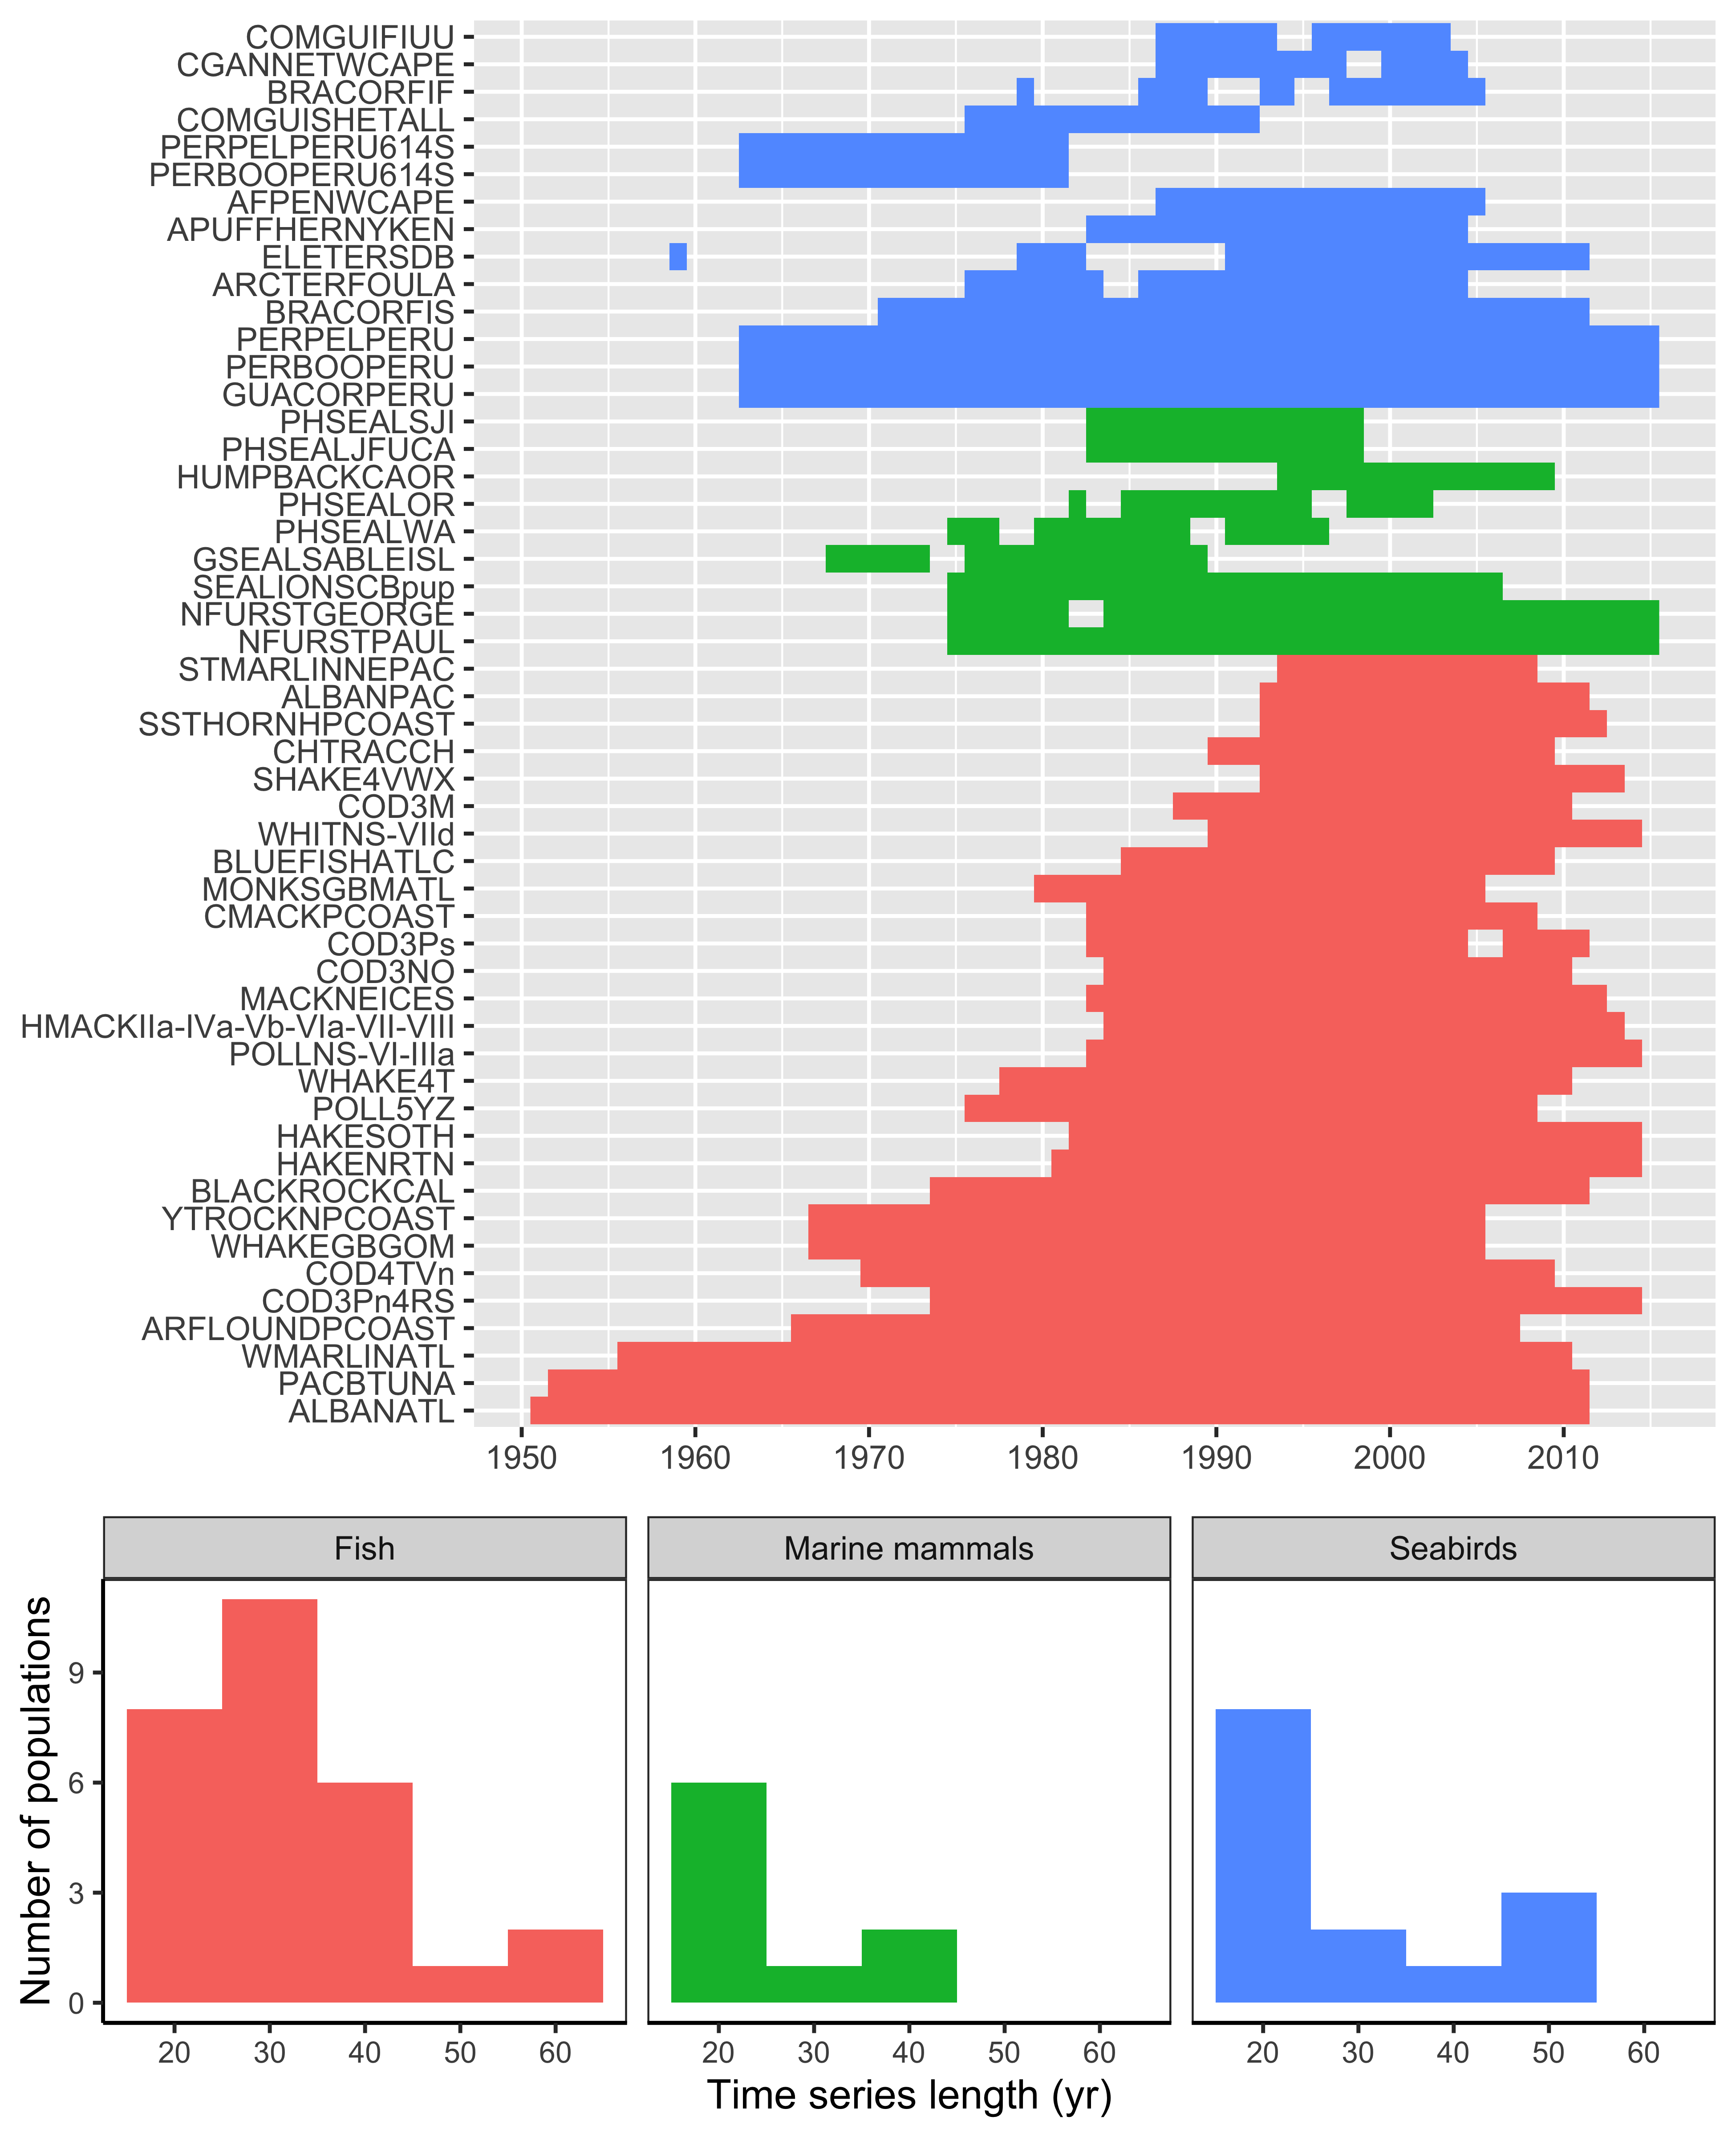 COMGUIFIUU
CGANNETWCAPE
BRACORFIF
COMGUISHETALL
PERPELPERU614S
PERBOOPERU614S
AFPENWCAPE
APUFFHERNYKEN
ELETERSDB
ARCTERFOULA
BRACORFIS
PERPELPERU
PERBOOPERU
GUACORPERU
PHSEALSJI
PHSEALJFUCA
HUMPBACKCAOR
PHSEALOR
PHSEALWA
GSEALSABLEISL
SEALIONSCBpup
NFURSTGEORGE
NFURSTPAUL
STMARLINNEPAC
ALBANPAC
SSTHORNHPCOAST
CHTRACCH
SHAKE4VWX
COD3M
WHITNS-VIId
BLUEFISHATLC
MONKSGBMATL
CMACKPCOAST
COD3Ps
COD3NO
MACKNEICES
HMACKIIa-IVa-Vb-VIa-VII-VIII
POLLNS-VI-IIIa
WHAKE4T
POLL5YZ
HAKESOTH
HAKENRTN
BLACKROCKCAL
YTROCKNPCOAST
WHAKEGBGOM
COD4TVn
COD3Pn4RS
ARFLOUNDPCOAST
WMARLINATL
PACBTUNA
ALBANATL
1950 1960 1970 1980 1990 2000 2010
Fish Marine mammals Seabirds
Number of populations
9
6
3
0
20 30 40 50 60 20 30 40 50 60 20 30 40 50 60
Time series length (yr)